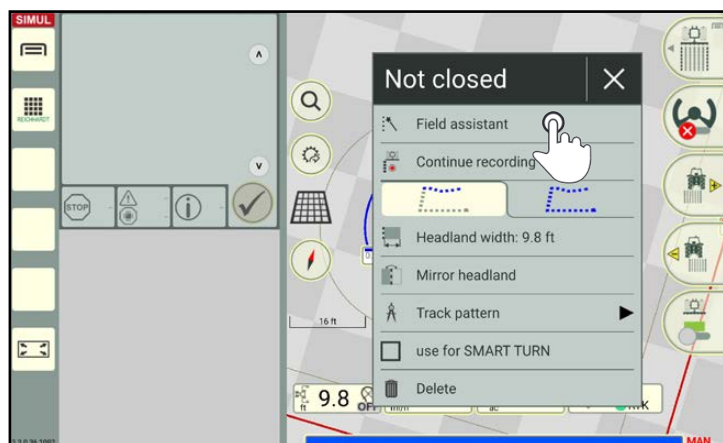 SIMUL
REICHHARDT
STOP
Not closed
Field assistant
Continue recording
Headland width: 9.8 ft
Mirror headland
Track pattern
use for SMART TURN
Delete
16 ft
ft
9.8
OFF
ac
MAN